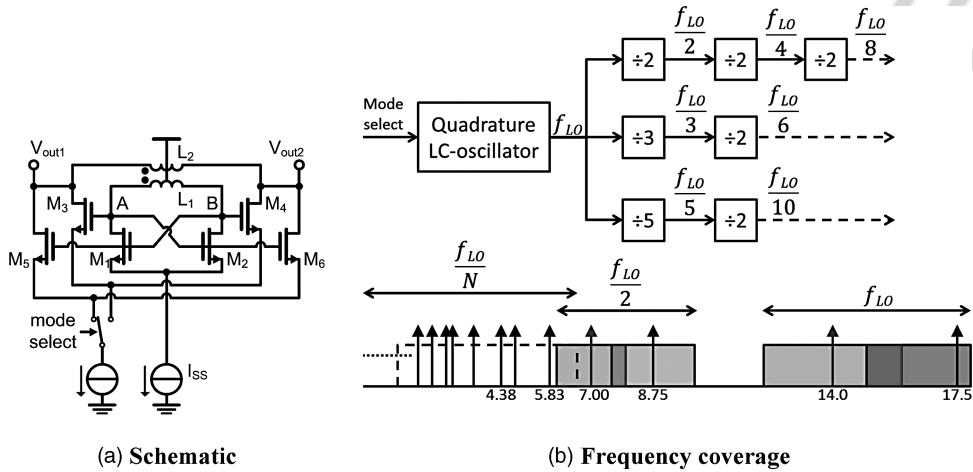 V_out1
V_out2
L_2
L_1
A
B
M_3
M_4
M_5
M_1
M_2
M_6
mode
select
I_SS
(a) Schematic
Mode
select
Quadrature
LC-oscillator
f_LO
÷2
f_LO/2
÷2
f_LO/4
÷2
f_LO/8
÷3
f_LO/3
÷2
f_LO/6
÷5
f_LO/5
÷2
f_LO/10
f_LO/N
f_LO/2
f_LO
4.38
5.83
7.00
8.75
14.0
17.5
(b) Frequency coverage